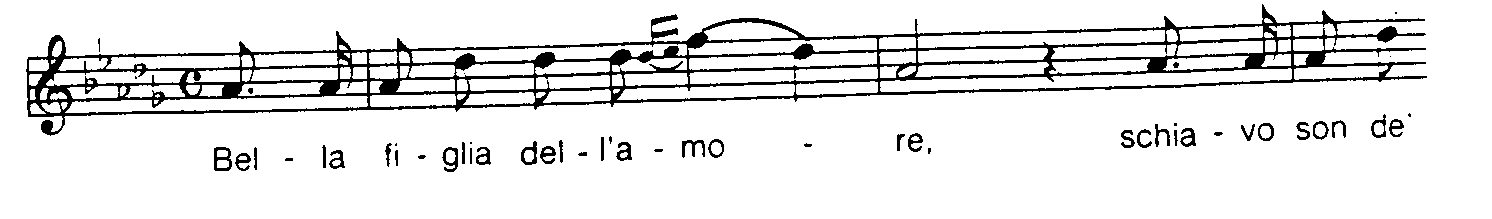 Bel - la fi - glia del - l'a - mo - re, schia - vo son de'